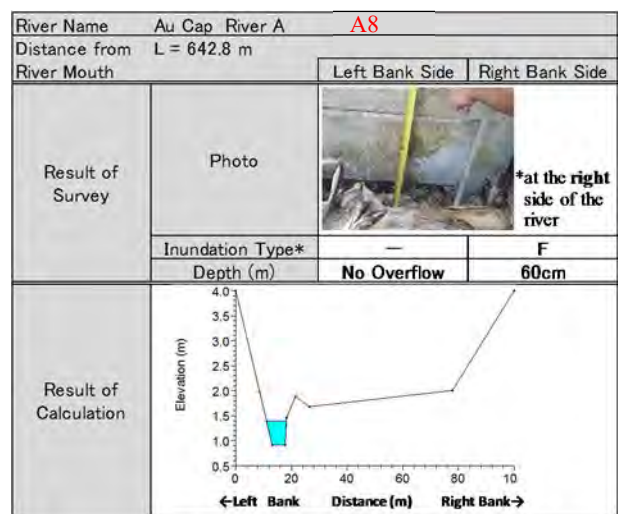 River Name Au Cap River A A8
Distance from L = 642.8 m
River Mouth Left Bank Side Right Bank Side
Result of
Survey
Photo
*at the right
side of the
river
Inundation Type* — F
Depth (m) No Overflow 60cm
Result of
Calculation
Elevation (m)
4.0
3.5
3.0
2.5
2.0
1.5
1.0
0.5
0 20 40 60 80 10
←Left Bank Distance (m) Right Bank→